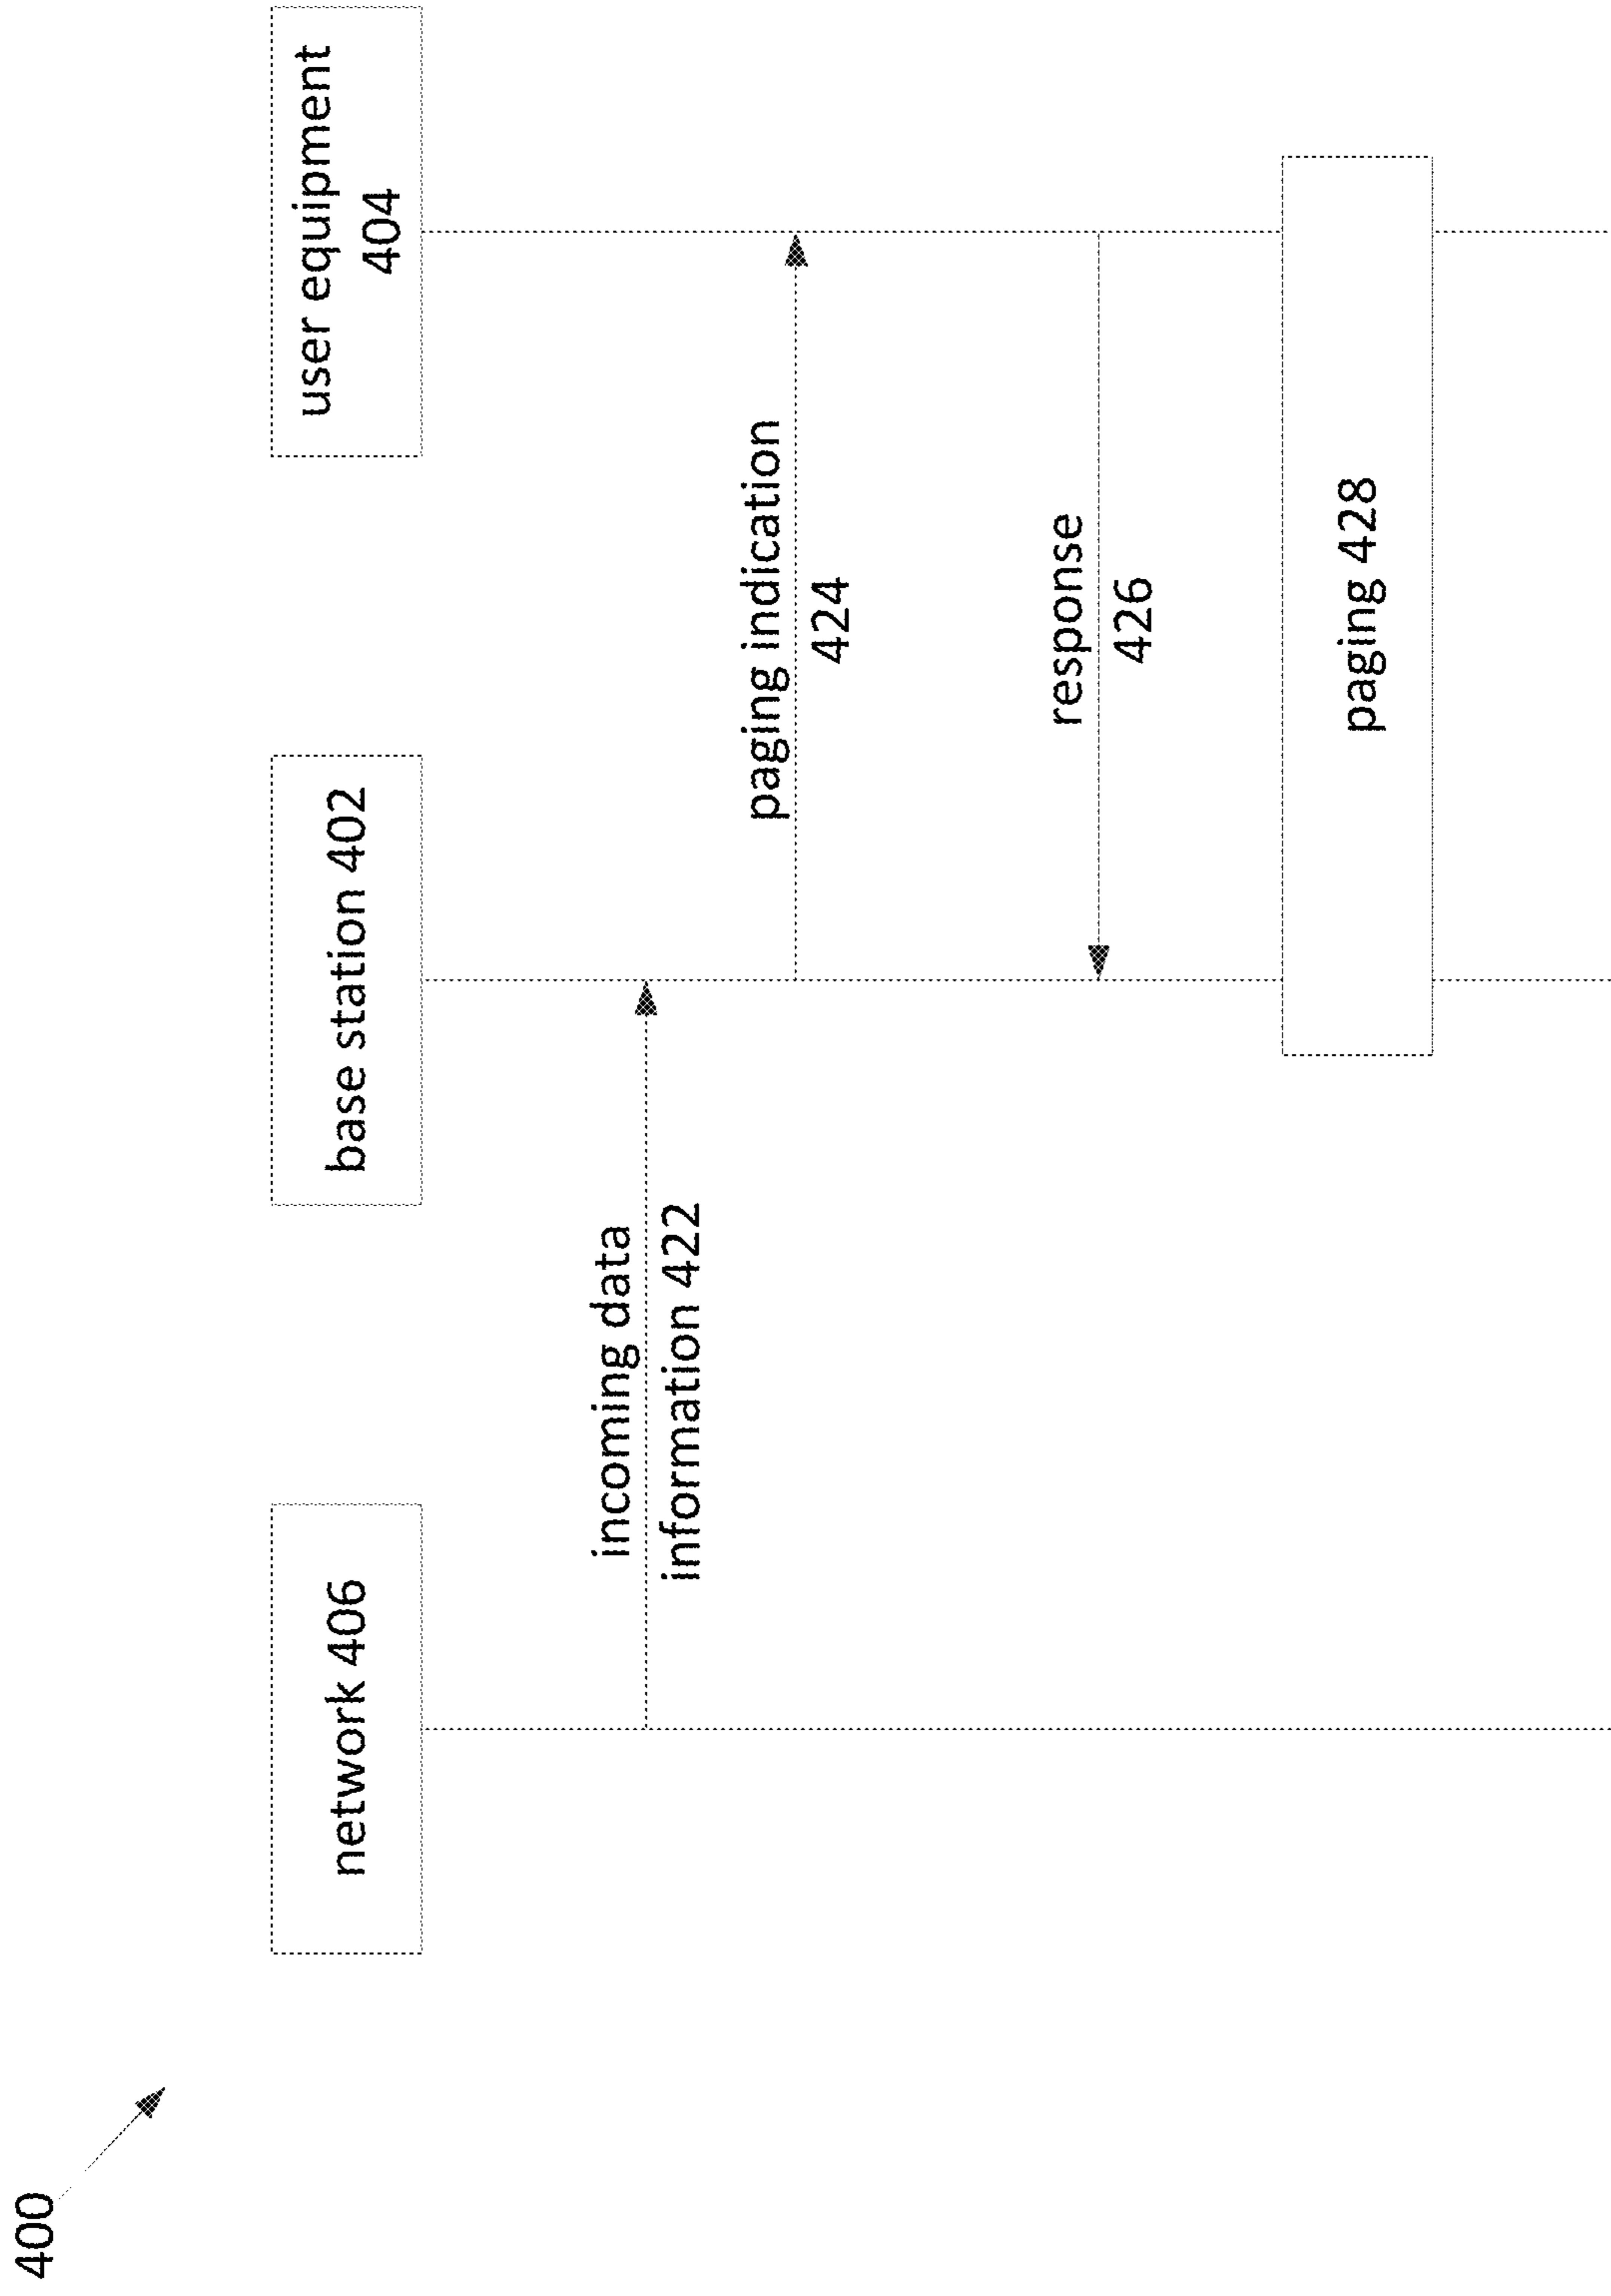 400
network 406
base station 402
user equipment
404
incoming data
information 422
paging indication
424
response
426
paging 428